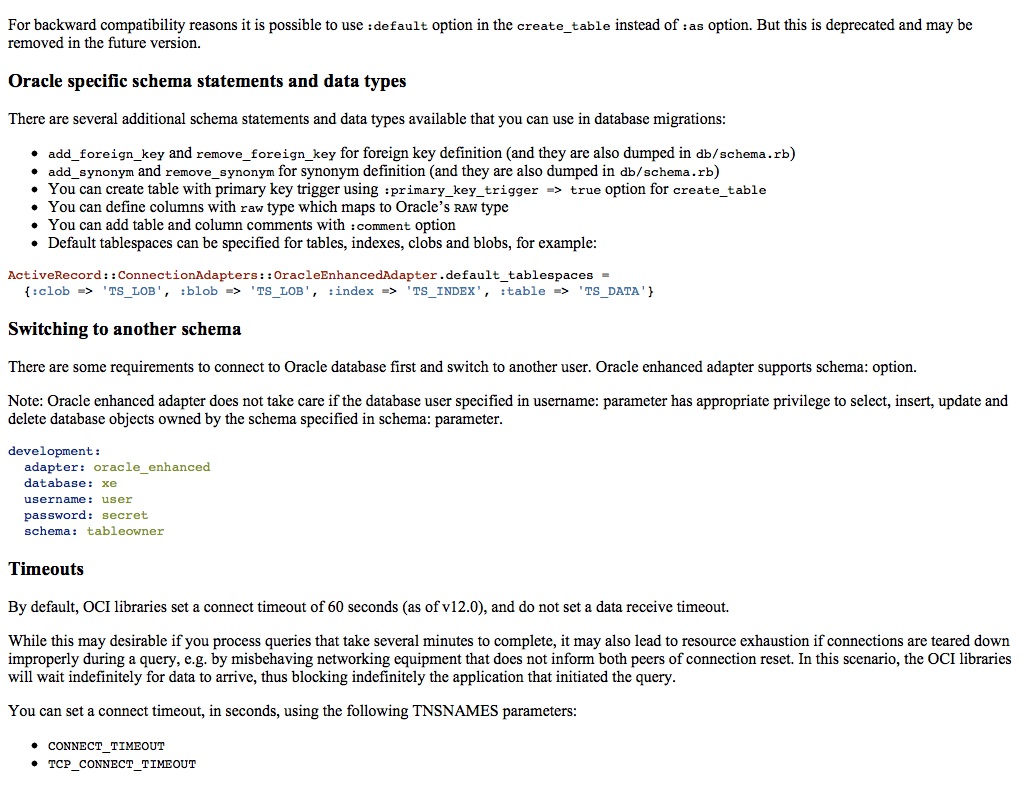 For backward compatibility reasons it is possible to use :default option in the create_table instead of :as option. But this is deprecated and may be
removed in the future version.
Oracle specific schema statements and data types
There are several additional schema statements and data types available that you can use in database migrations:
• add_foreign_key and remove_foreign_key for foreign key definition (and they are also dumped in db/schema.rb)
• add_synonym and remove_synonym for synonym definition (and they are also dumped in db/schema.rb)
• You can create table with primary key trigger using :primary_key_trigger => true option for create_table
• You can define columns with raw type which maps to Oracle’s RAW type
• You can add table and column comments with :comment option
• Default tablespaces can be specified for tables, indexes, clobs and blobs, for example:
ActiveRecord::ConnectionAdapters::OracleEnhancedAdapter.default_tablespaces =
  {:clob => 'TS_LOB', :blob => 'TS_LOB', :index => 'TS_INDEX', :table => 'TS_DATA'}
Switching to another schema
There are some requirements to connect to Oracle database first and switch to another user. Oracle enhanced adapter supports schema: option.
Note: Oracle enhanced adapter does not take care if the database user specified in username: parameter has appropriate privilege to select, insert, update and
delete database objects owned by the schema specified in schema: parameter.
development:
  adapter: oracle_enhanced
  database: xe
  username: user
  password: secret
  schema: tableowner
Timeouts
By default, OCI libraries set a connect timeout of 60 seconds (as of v12.0), and do not set a data receive timeout.
While this may desirable if you process queries that take several minutes to complete, it may also lead to resource exhaustion if connections are teared down
improperly during a query, e.g. by misbehaving networking equipment that does not inform both peers of connection reset. In this scenario, the OCI libraries
will wait indefinitely for data to arrive, thus blocking indefinitely the application that initiated the query.
You can set a connect timeout, in seconds, using the following TNSNAMES parameters:
• CONNECT_TIMEOUT
• TCP_CONNECT_TIMEOUT